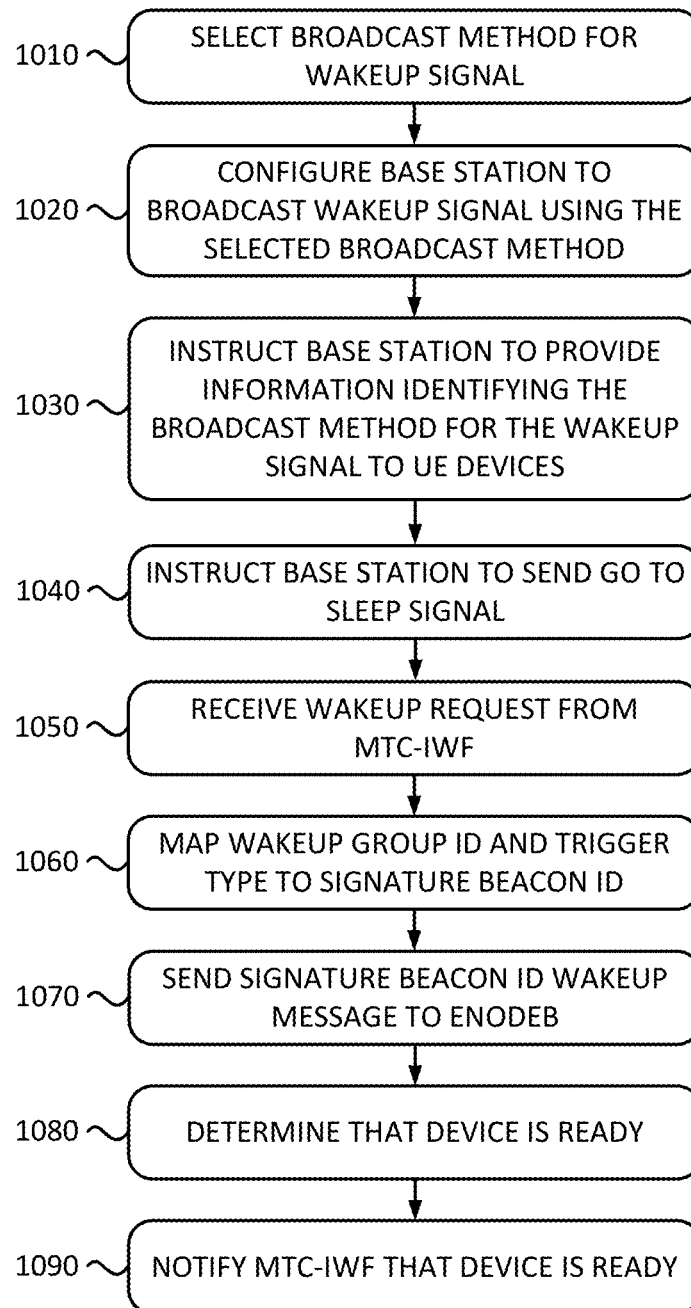 1010
SELECT BROADCAST METHOD FOR
WAKEUP SIGNAL
1020
CONFIGURE BASE STATION TO
BROADCAST WAKEUP SIGNAL USING THE
SELECTED BROADCAST METHOD
1030
INSTRUCT BASE STATION TO PROVIDE
INFORMATION IDENTIFYING THE
BROADCAST METHOD FOR THE WAKEUP
SIGNAL TO UE DEVICES
1040
INSTRUCT BASE STATION TO SEND GO TO
SLEEP SIGNAL
1050
RECEIVE WAKEUP REQUEST FROM
MTC-IWF
1060
MAP WAKEUP GROUP ID AND TRIGGER
TYPE TO SIGNATURE BEACON ID
1070
SEND SIGNATURE BEACON ID WAKEUP
MESSAGE TO ENODEB
1080
DETERMINE THAT DEVICE IS READY
1090
NOTIFY MTC-IWF THAT DEVICE IS READY